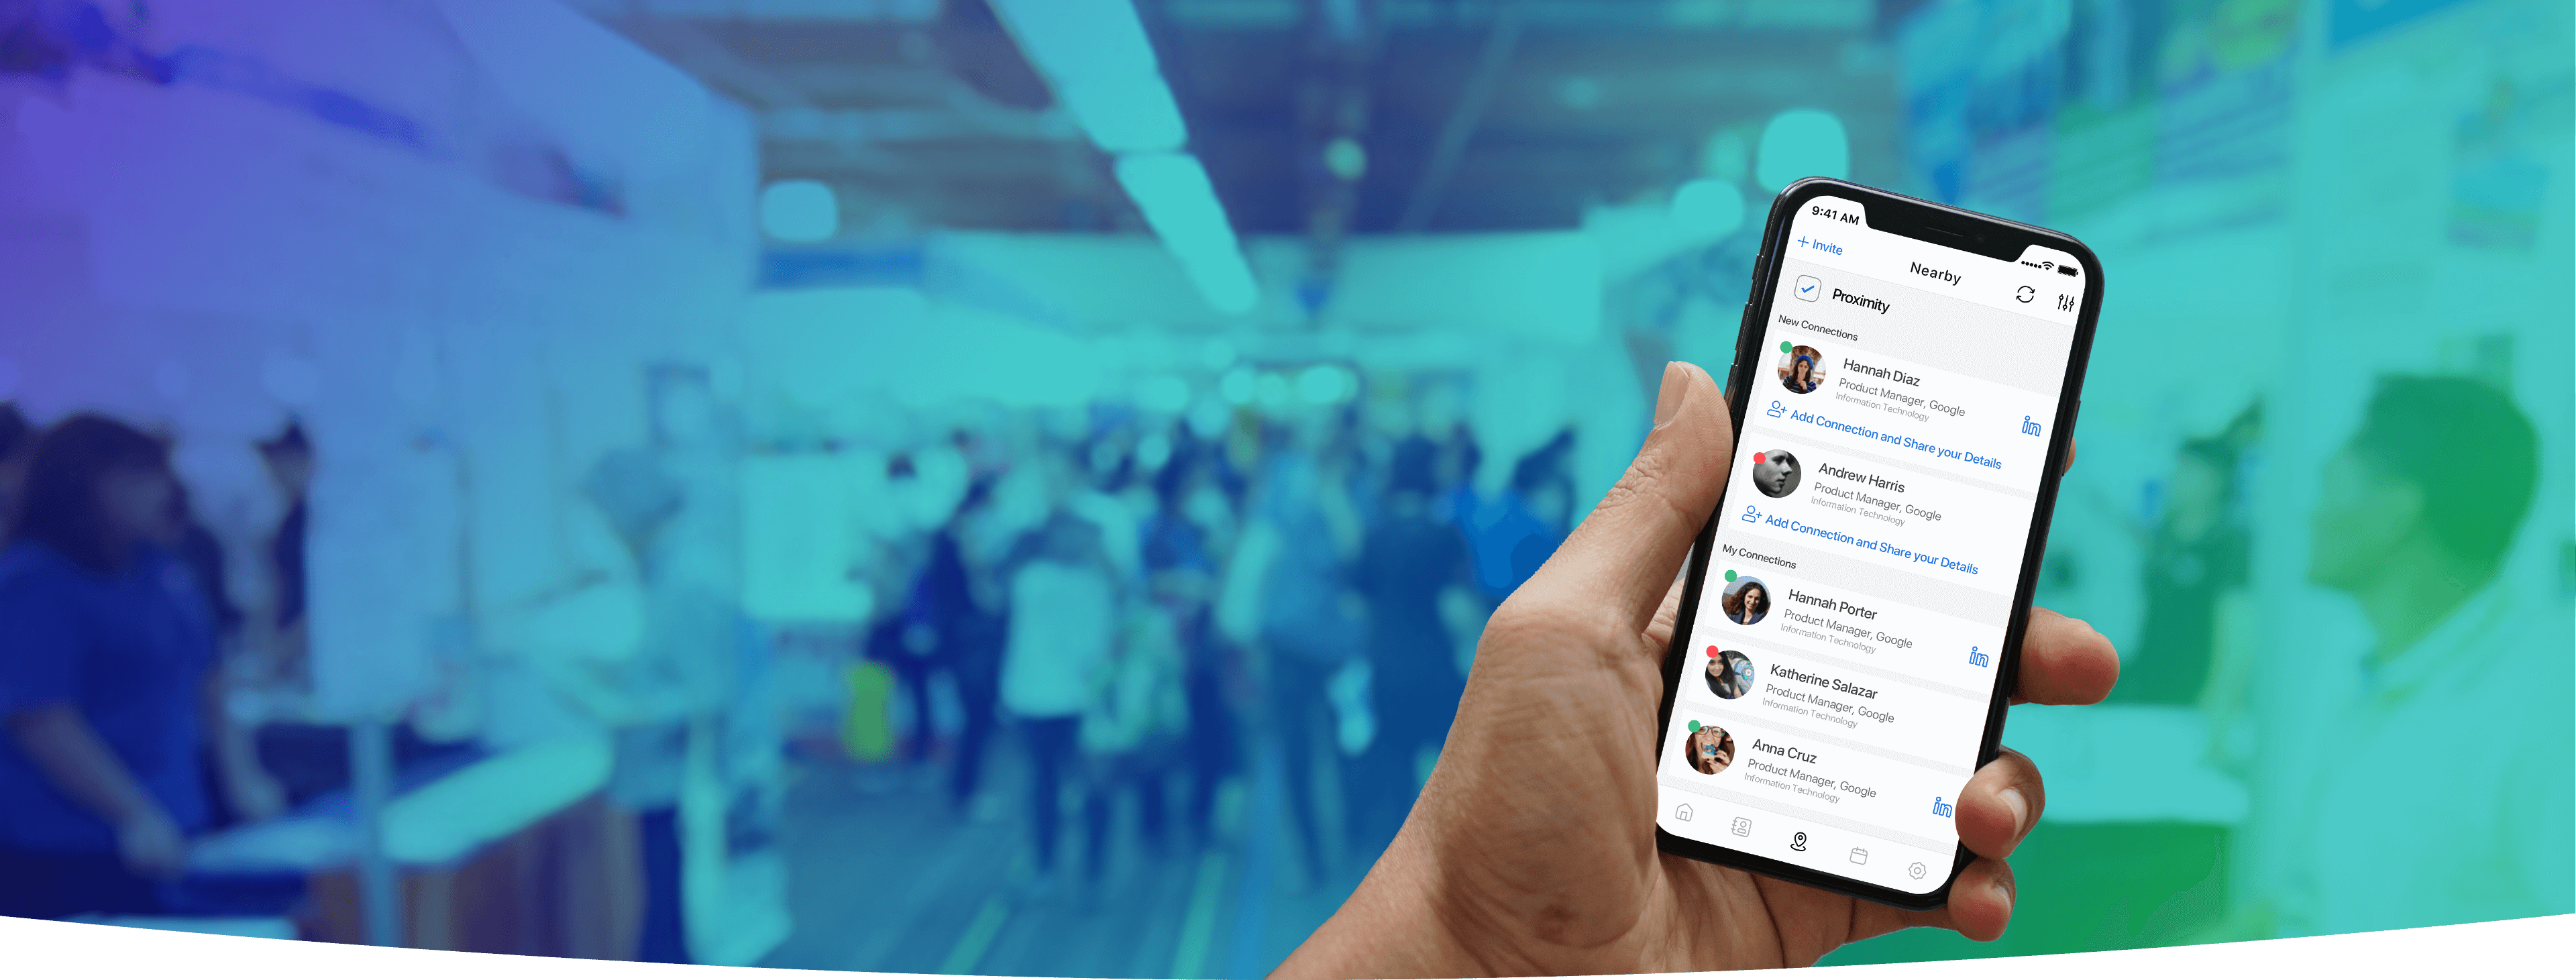 9:41 AM
+ Invite
Nearby
Proximity
New Connections
Hannah Diaz
Product Manager, Google
Information Technology
in
Add Connection and Share your Details
Andrew Harris
Product Manager, Google
Information Technology
Add Connection and Share your Details
My Connections
Hannah Porter
Product Manager, Google
Information Technology
in
Katherine Salazar
Product Manager, Google
Information Technology
Anna Cruz
Product Manager, Google
Information Technology
in